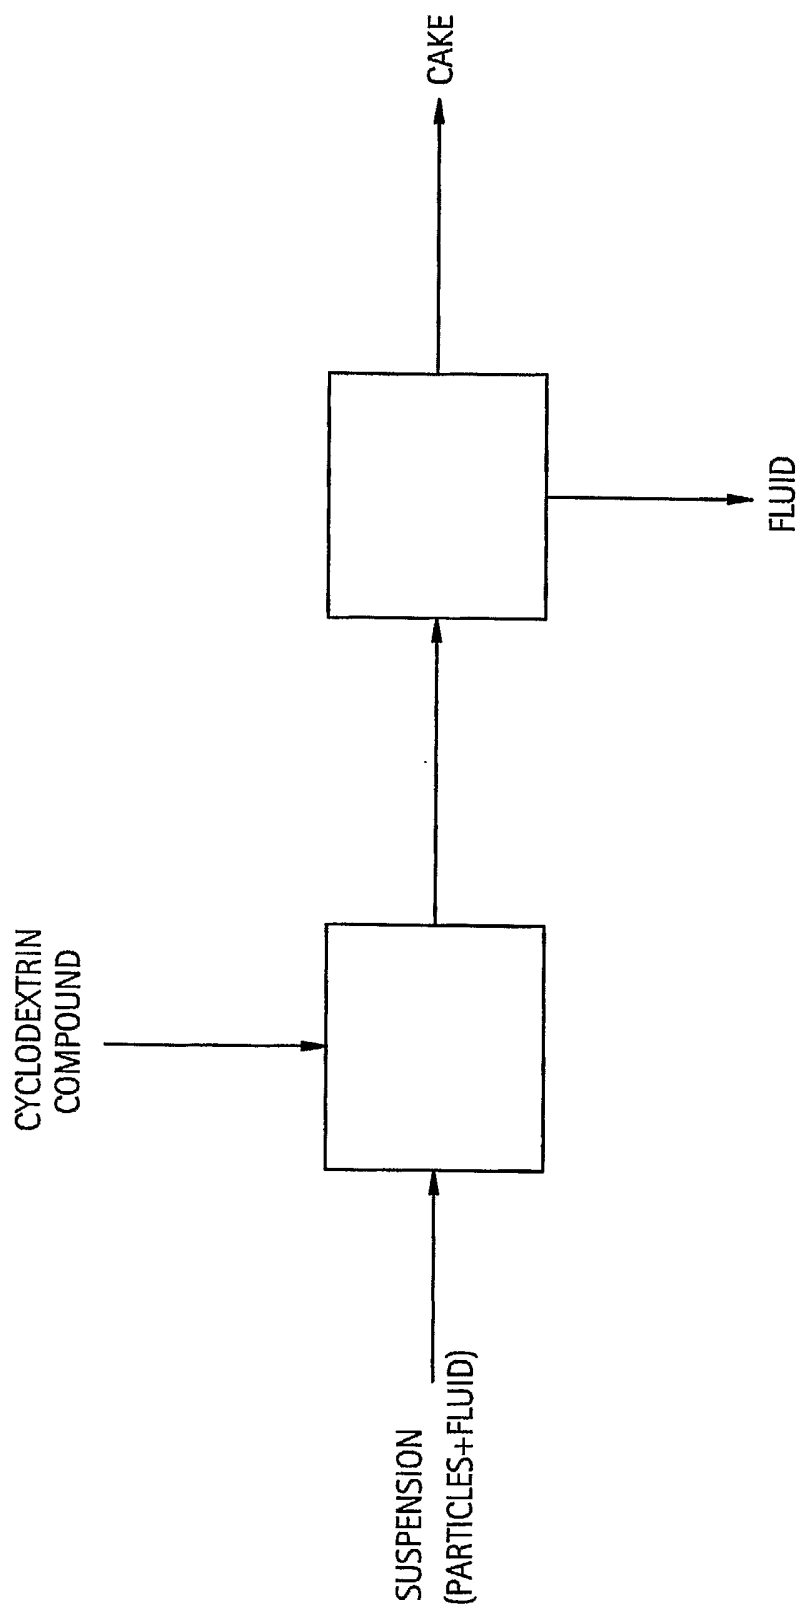 CYCLODEXTRIN
COMPOUND
SUSPENSION
(PARTICLES+FLUID)
FLUID
CAKE